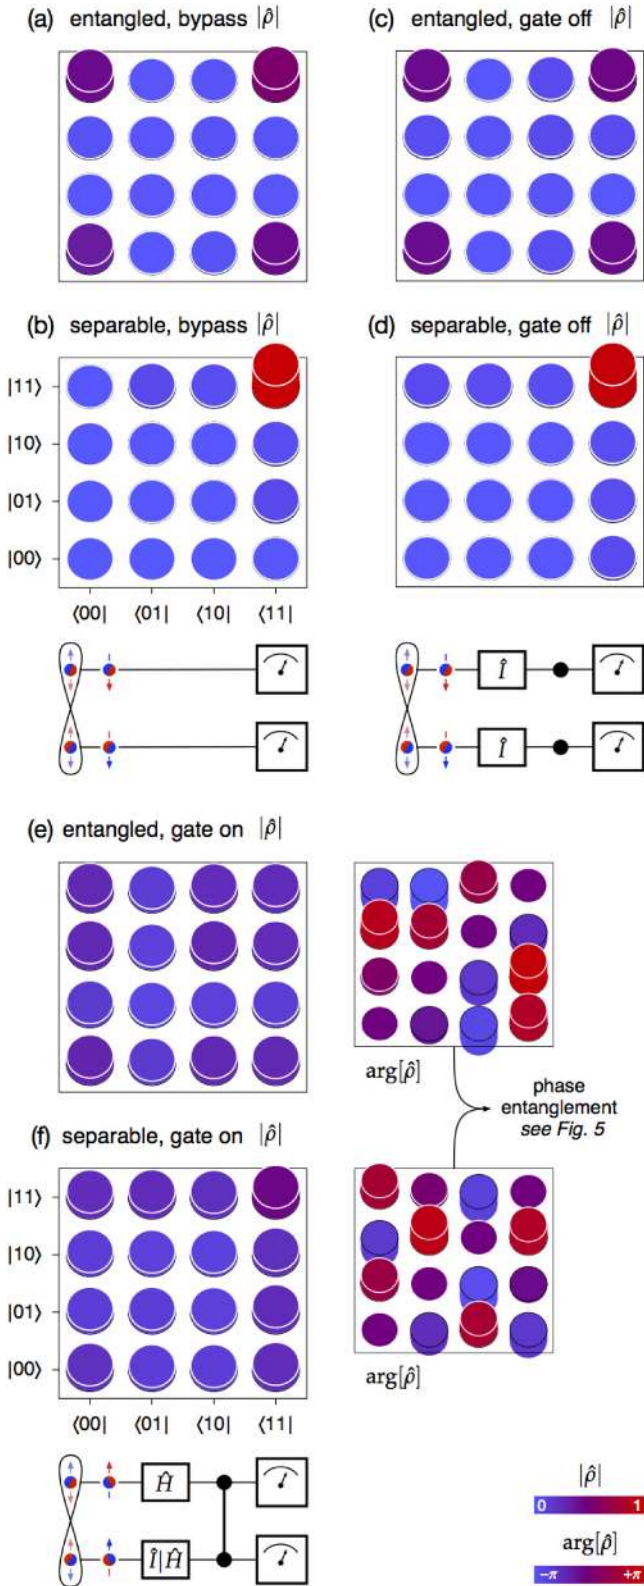 (a) entangled, bypass |ρ̂|
(c) entangled, gate off |ρ̂|
(b) separable, bypass |ρ̂|
(d) separable, gate off |ρ̂|
|11⟩
|10⟩
|01⟩
|00⟩
⟨00| ⟨01| ⟨10| ⟨11|
Î
Î
(e) entangled, gate on |ρ̂|
arg[ρ̂]
phase
entanglement
see Fig. 5
(f) separable, gate on |ρ̂|
|11⟩
|10⟩
|01⟩
|00⟩
arg[ρ̂]
⟨00| ⟨01| ⟨10| ⟨11|
Ĥ
Î|Ĥ
|ρ̂|
0 1
arg[ρ̂]
−π +π